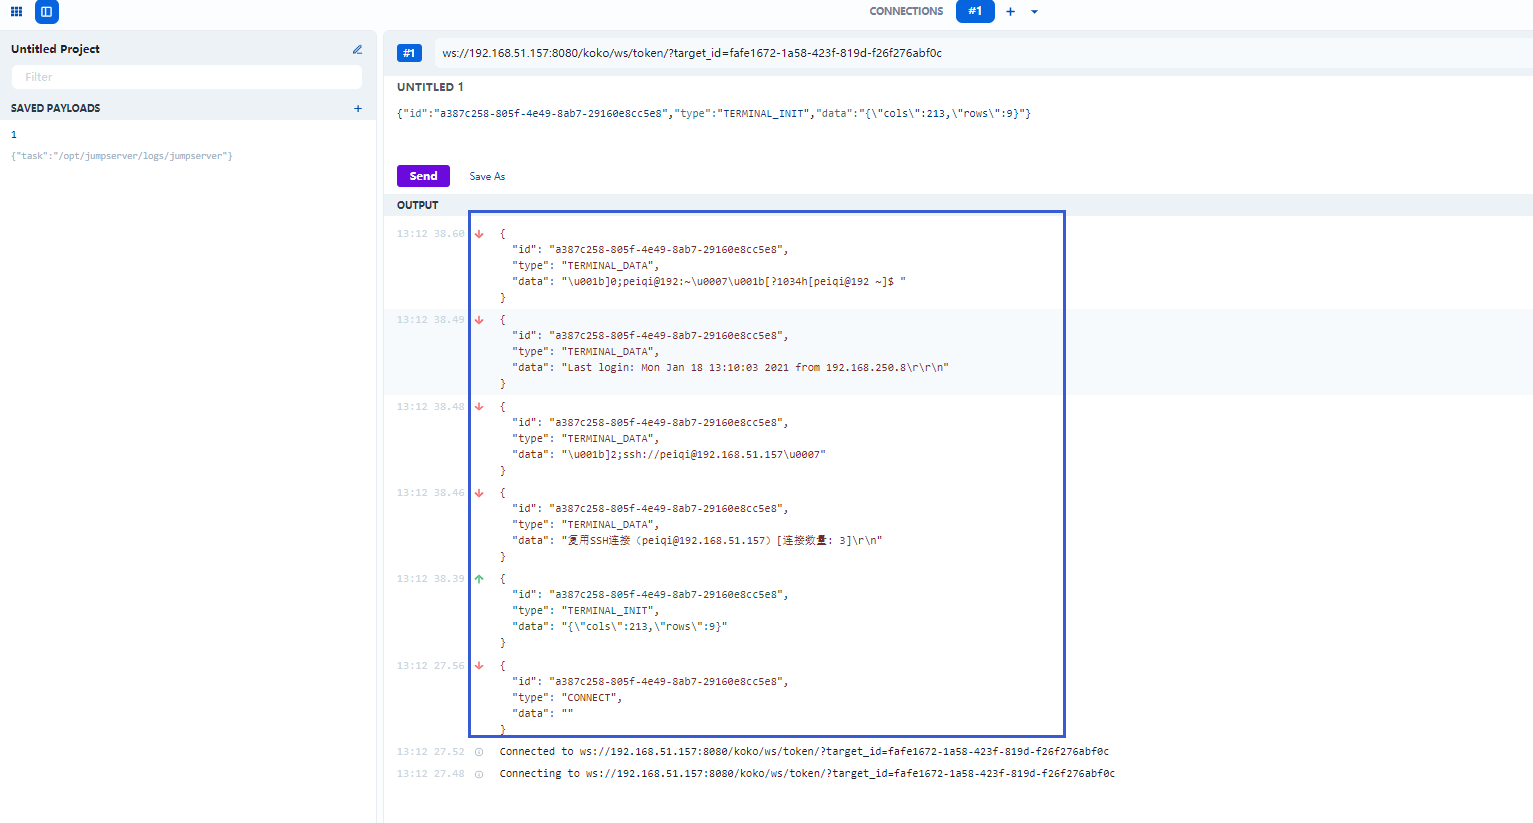 CONNECTIONS
#1
Untitled Project
Filter
SAVED PAYLOADS
1
{"task":"/opt/jumpserver/logs/jumpserver"}
#1
ws://192.168.51.157:8080/koko/ws/token/?target_id=fafe1672-1a58-423f-819d-f26f276abf0c
UNTITLED 1
{"id":"a387c258-805f-4e49-8ab7-29160e8cc5e8","type":"TERMINAL_INIT","data":"{\"cols\":213,\"rows\":9}"}
Send
Save As
OUTPUT
13:12 38.60
{
"id": "a387c258-805f-4e49-8ab7-29160e8cc5e8",
"type": "TERMINAL_DATA",
"data": "\u001b]0;peiqi@192:~\u0007\u001b[?1034h[peiqi@192 ~]$ "
}
13:12 38.49
{
"id": "a387c258-805f-4e49-8ab7-29160e8cc5e8",
"type": "TERMINAL_DATA",
"data": "Last login: Mon Jan 18 13:10:03 2021 from 192.168.250.8\r\r\n"
}
13:12 38.48
{
"id": "a387c258-805f-4e49-8ab7-29160e8cc5e8",
"type": "TERMINAL_DATA",
"data": "\u001b]2;ssh://peiqi@192.168.51.157\u0007"
}
13:12 38.46
{
"id": "a387c258-805f-4e49-8ab7-29160e8cc5e8",
"type": "TERMINAL_DATA",
"data": "复用SSH连接（peiqi@192.168.51.157）[连接数量: 3]\r\n"
}
13:12 38.39
{
"id": "a387c258-805f-4e49-8ab7-29160e8cc5e8",
"type": "TERMINAL_INIT",
"data": "{\"cols\":213,\"rows\":9}"
}
13:12 27.56
{
"id": "a387c258-805f-4e49-8ab7-29160e8cc5e8",
"type": "CONNECT",
"data": ""
}
13:12 27.52
Connected to ws://192.168.51.157:8080/koko/ws/token/?target_id=fafe1672-1a58-423f-819d-f26f276abf0c
13:12 27.48
Connecting to ws://192.168.51.157:8080/koko/ws/token/?target_id=fafe1672-1a58-423f-819d-f26f276abf0c